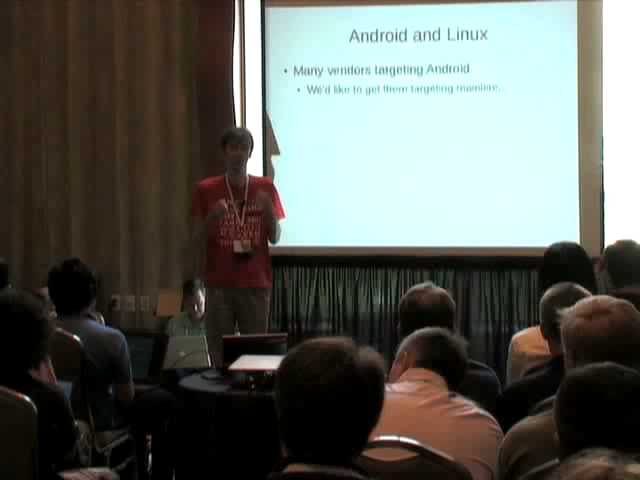 Android and Linux
• Many vendors targeting Android
• We'd like to get them targeting mainline...